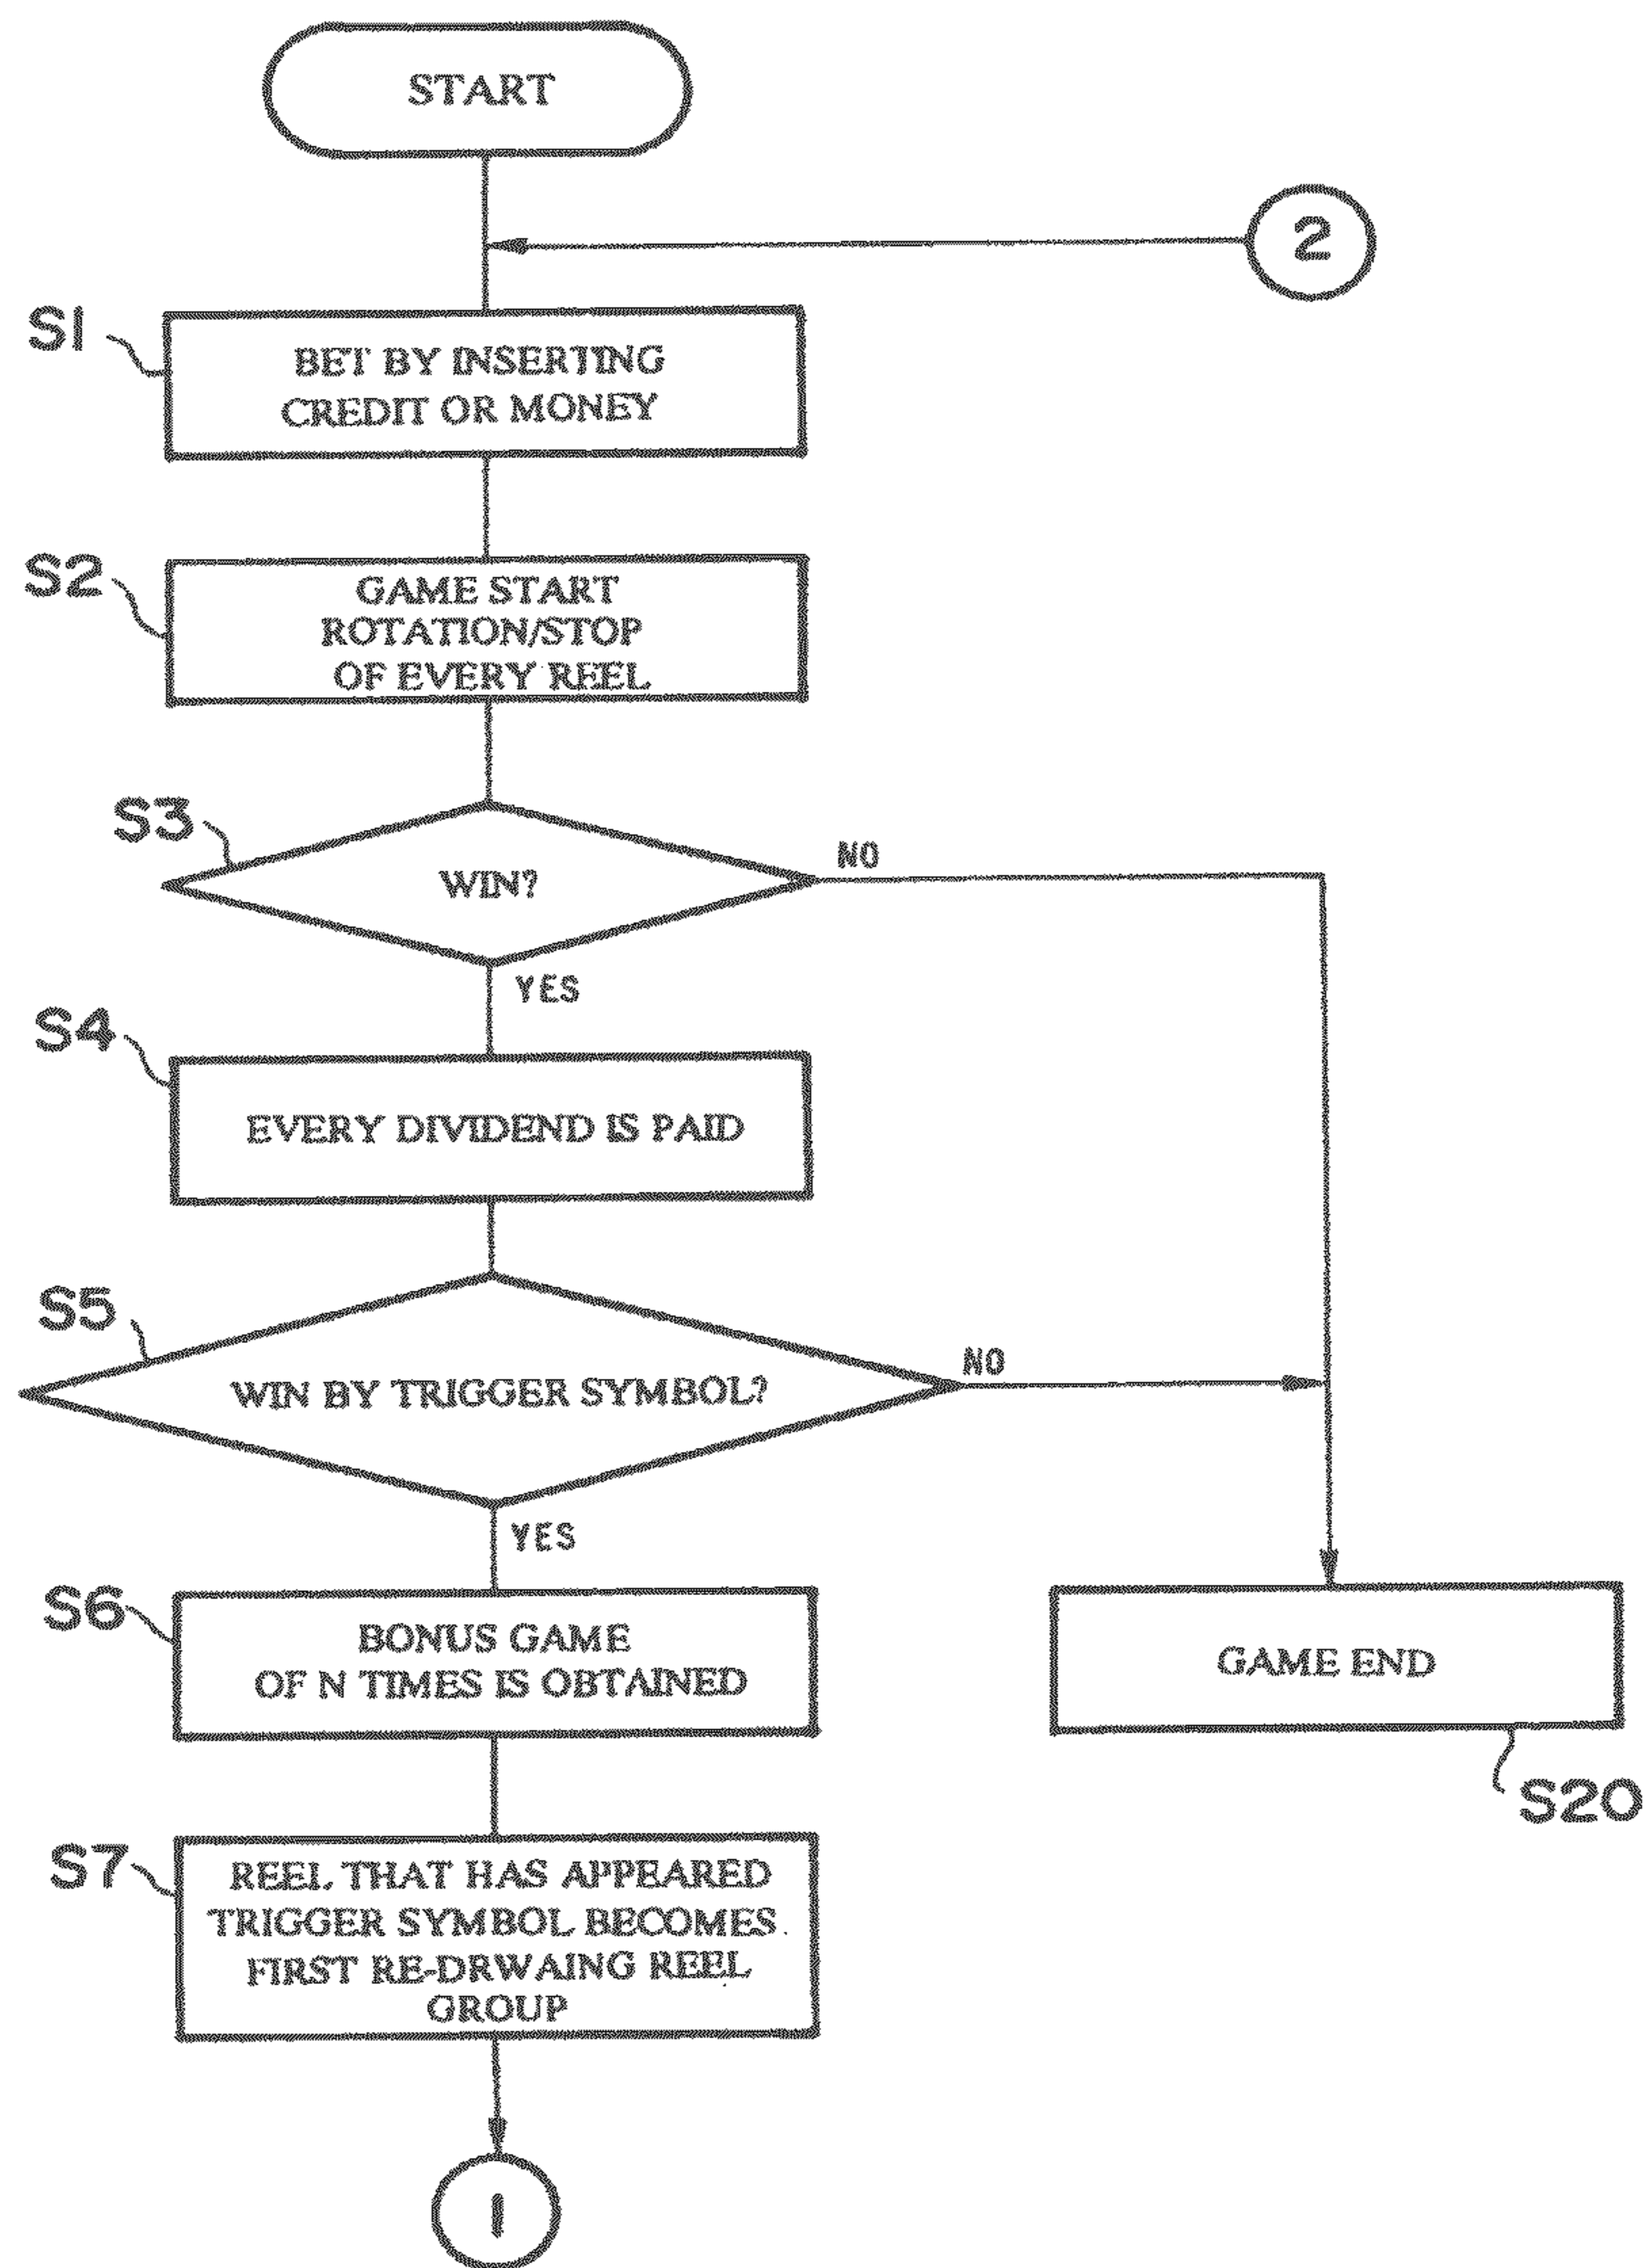 START
2
S1
BET BY INSERTING
CREDIT OR MONEY
S2
GAME START
ROTATION/STOP
OF EVERY REEL
S3
WIN?
NO
YES
S4
EVERY DIVIDEND IS PAID
S5
WIN BY TRIGGER SYMBOL?
NO
YES
S6
BONUS GAME
OF N TIMES IS OBTAINED
GAME END
S20
S7
REEL THAT HAS APPEARED
TRIGGER SYMBOL BECOMES
FIRST RE-DRWAING REEL
GROUP
1